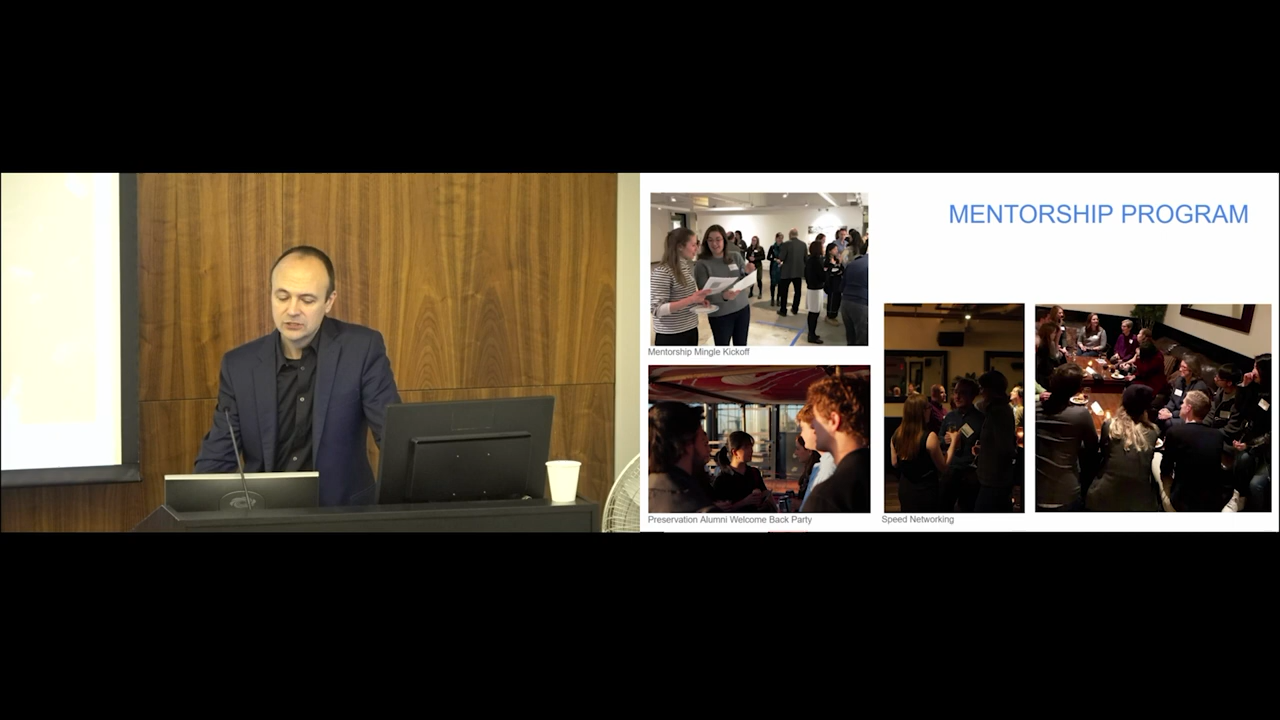 MENTORSHIP PROGRAM
Mentorship Mingle Kickoff
Preservation Alumni Welcome Back Party
Speed Networking